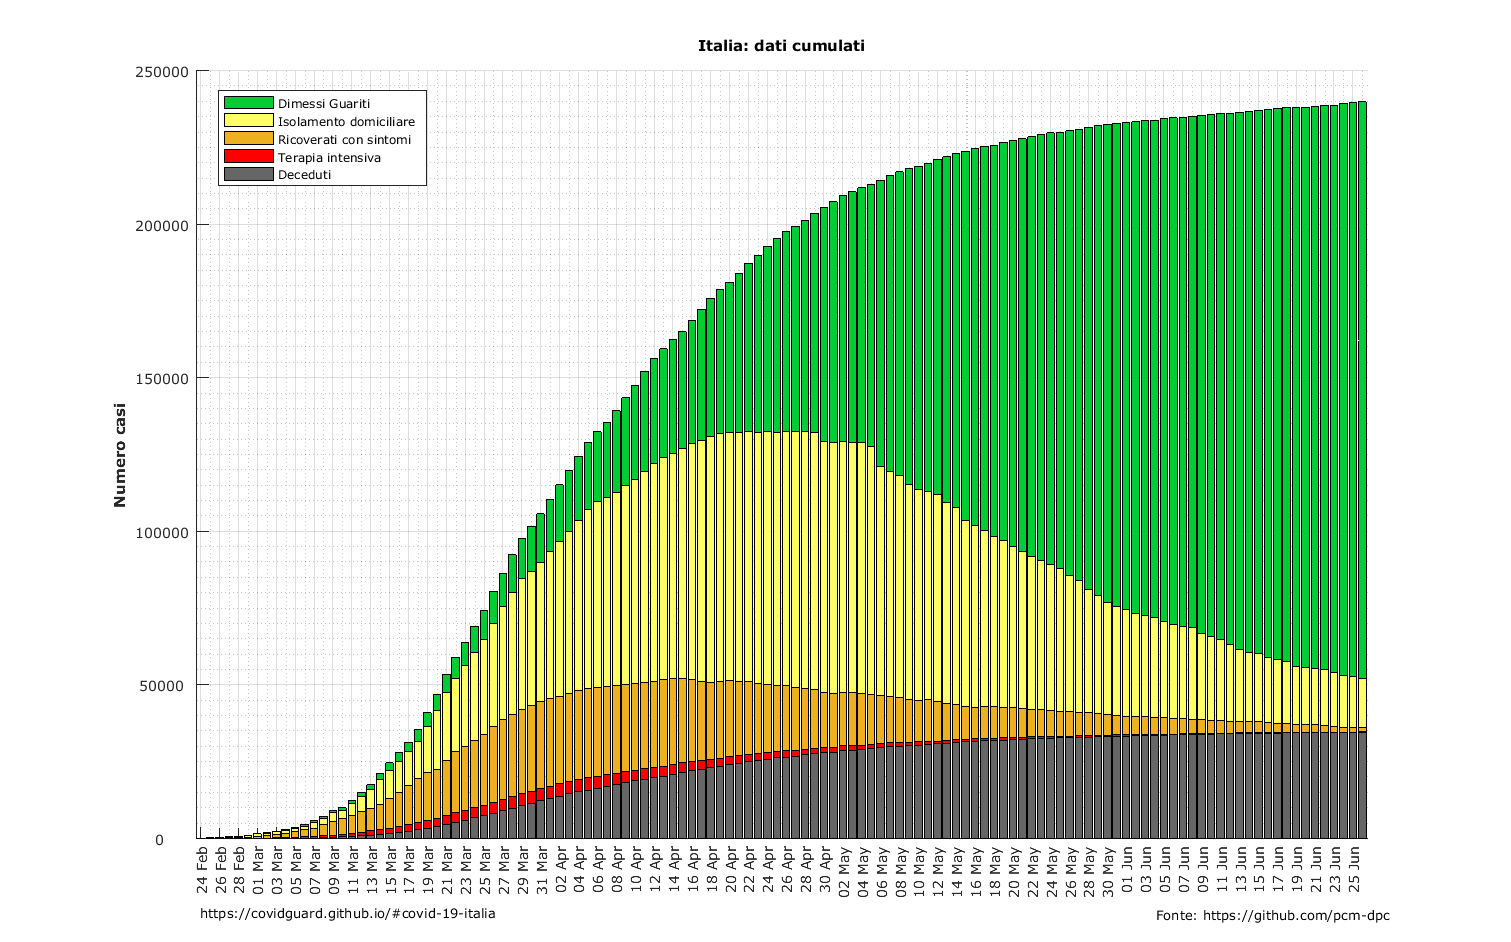 Italia: dati cumulati
250000
200000
150000
100000
50000
0
Numero casi
Dimessi Guariti
Isolamento domiciliare
Ricoverati con sintomi
Terapia intensiva
Deceduti
24 Feb
26 Feb
28 Feb
01 Mar
03 Mar
05 Mar
07 Mar
09 Mar
11 Mar
13 Mar
15 Mar
17 Mar
19 Mar
21 Mar
23 Mar
25 Mar
27 Mar
29 Mar
31 Mar
02 Apr
04 Apr
06 Apr
08 Apr
10 Apr
12 Apr
14 Apr
16 Apr
18 Apr
20 Apr
22 Apr
24 Apr
26 Apr
28 Apr
30 Apr
02 May
04 May
06 May
08 May
10 May
12 May
14 May
16 May
18 May
20 May
22 May
24 May
26 May
28 May
30 May
01 Jun
03 Jun
05 Jun
07 Jun
09 Jun
11 Jun
13 Jun
15 Jun
17 Jun
19 Jun
21 Jun
23 Jun
25 Jun
https://covidguard.github.io/#covid-19-italia
Fonte: https://github.com/pcm-dpc